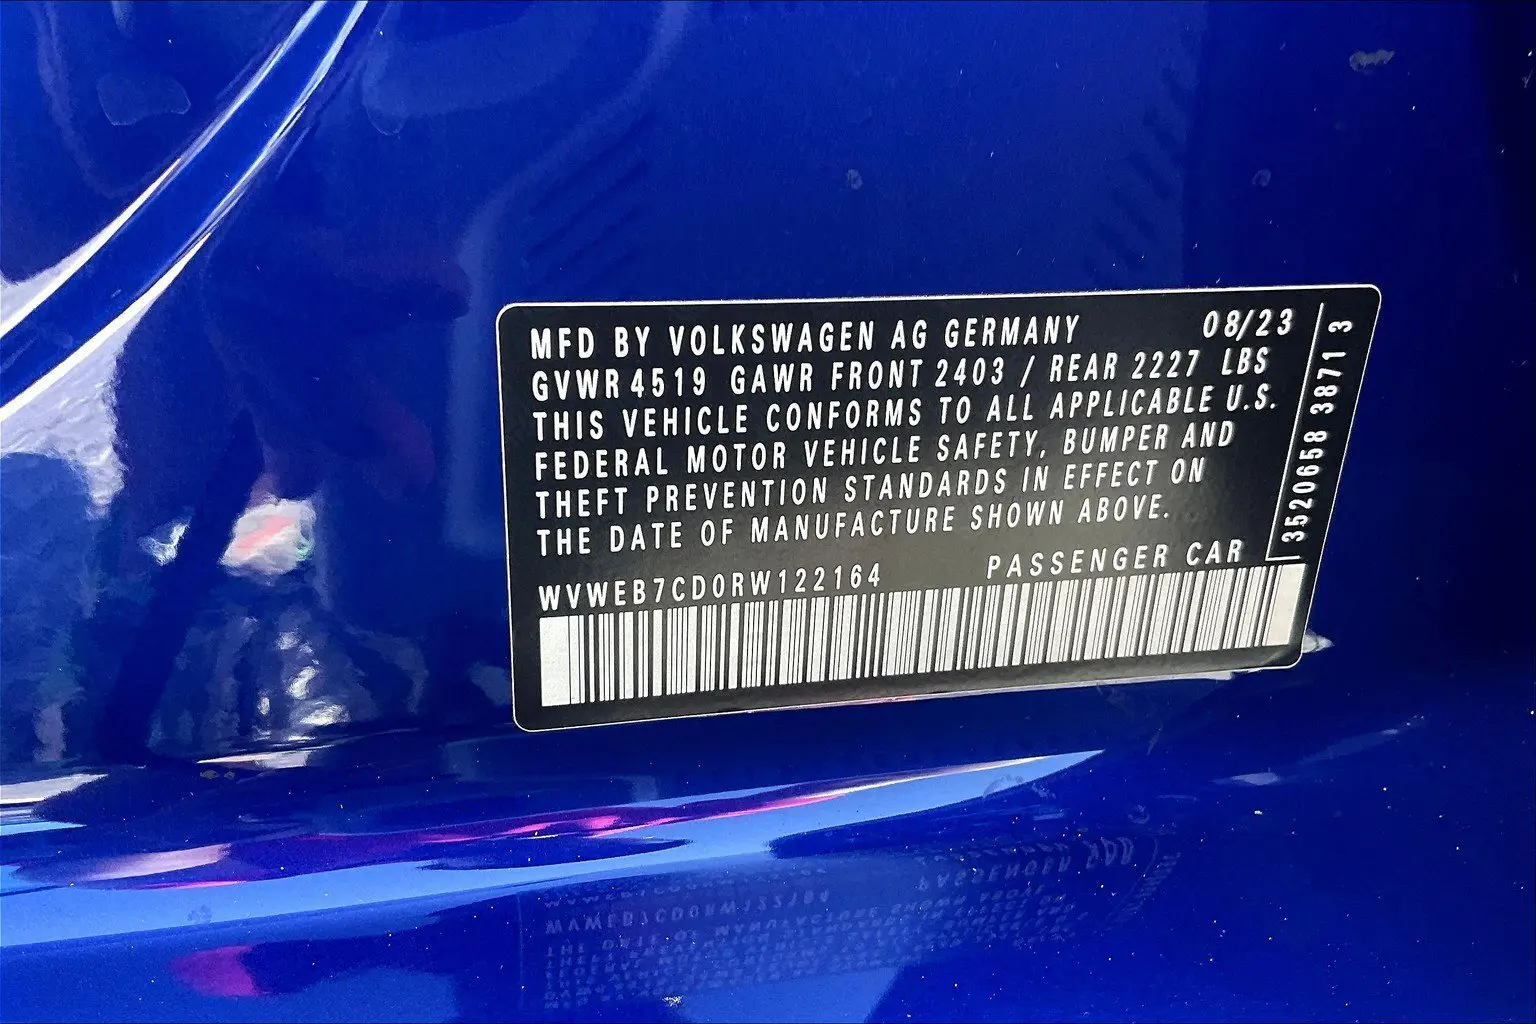 MFD BY VOLKSWAGEN AG GERMANY 08/23
GVWR 4519 GAWR FRONT 2403 / REAR 2227 LBS
THIS VEHICLE CONFORMS TO ALL APPLICABLE U.S.
FEDERAL MOTOR VEHICLE SAFETY, BUMPER AND
THEFT PREVENTION STANDARDS IN EFFECT ON
THE DATE OF MANUFACTURE SHOWN ABOVE.
WVWEB7CD0RW122164 PASSENGER CAR
3520658 3871 3